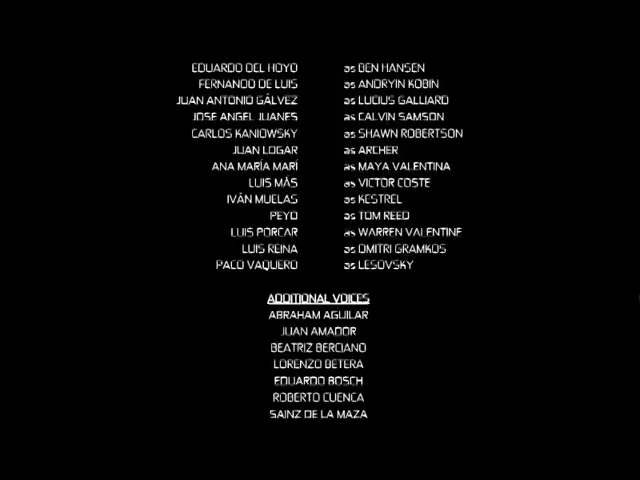 EDUARDO DEL HOYO as BEN HANSEN
FERNANDO DE LUIS as ANDRYIN KOBIN
JUAN ANTONIO GÁLVEZ as LUCIUS GALLIARD
JOSE ANGEL JUANES as CALVIN SAMSON
CARLOS KANIOWSKY as SHAWN ROBERTSON
JUAN LOGAR as ARCHER
ANA MARÍA MARÍ as MAYA VALENTINA
LUIS MÁS as VICTOR COSTE
IVÁN MUELAS as KESTREL
PEYO as TOM REED
LUIS PORCAR as WARREN VALENTINE
LUIS REINA as DMITRI GRAMKOS
PACO VAQUERO as LESOVSKY
ADDITIONAL VOICES
ABRAHAM AGUILAR
JUAN AMADOR
BEATRIZ BERCIANO
LORENZO BETERA
EDUARDO BOSCH
ROBERTO CUENCA
SAINZ DE LA MAZA